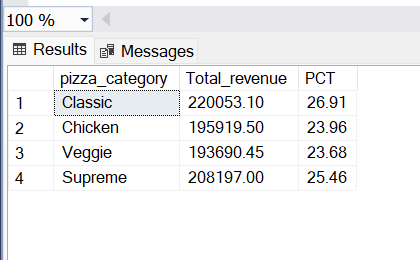 100 %
Results Messages
pizza_category Total_revenue PCT
1 Classic 220053.10 26.91
2 Chicken 195919.50 23.96
3 Veggie 193690.45 23.68
4 Supreme 208197.00 25.46